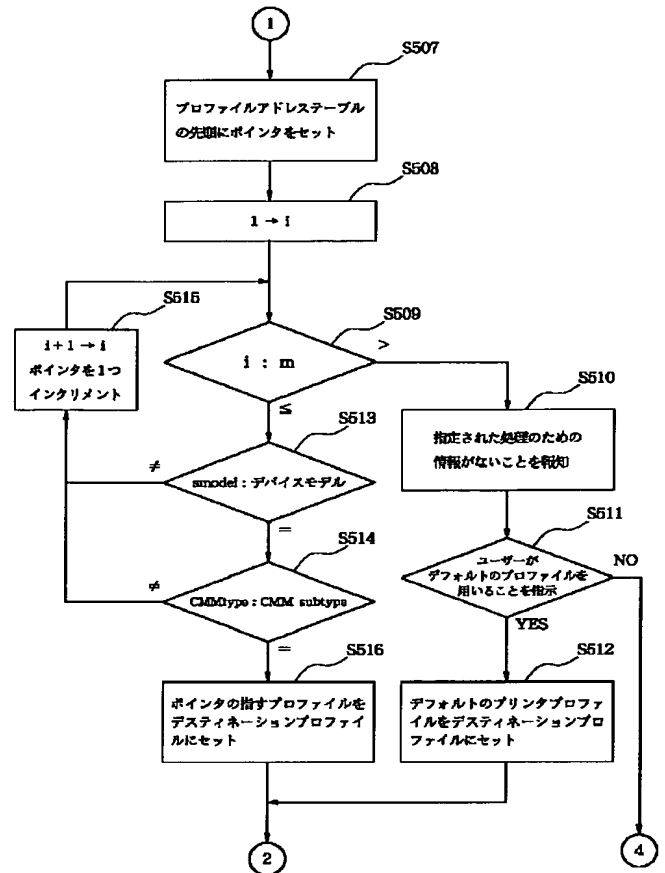 1
S507
プロファイルアドレステーブル
の先頭にポインタをセット
S508
1 → i
S515
i+1 → i
ポインタを1つ
インクリメント
S509
i : m
>
≦
S510
指定された処理のための
情報がないことを報知
S513
smodel : デバイスモデル
≠
=
S511
ユーザーが
デフォルトのプロファイルを
用いることを指示
NO
YES
S514
CMMtype : CMM subtype
≠
=
S516
ポインタの指すプロファイルを
デスティネーションプロファイ
ルにセット
S512
デフォルトのプリンタプロフ
ァイルをデスティネーションプロ
ファイルにセット
2
4